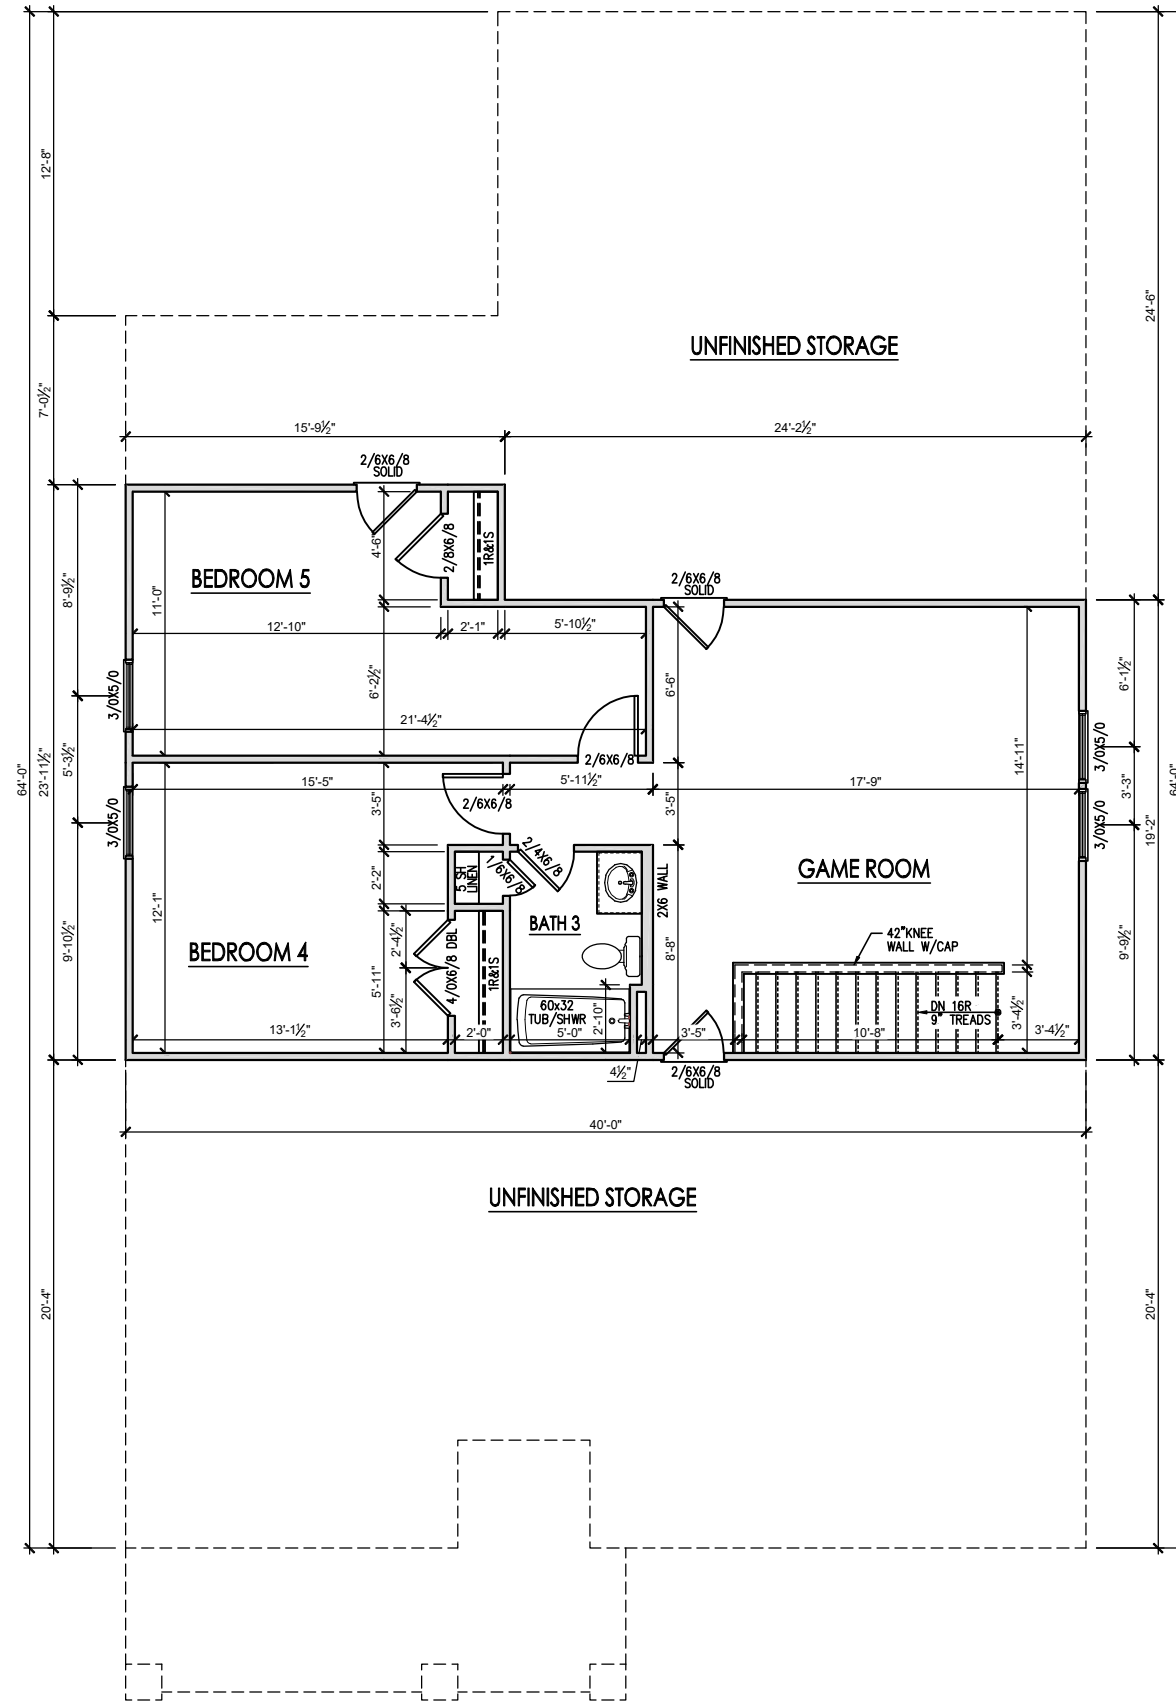 12'-8"
24'-6"
UNFINISHED STORAGE
7'-0½"
15'-9½"
24'-2½"
2/6X6/8
SOLID
4'-6"
2/8X6/8
1R&1S
BEDROOM 5
8'-9½"
11'-0"
2/6X6/8
SOLID
12'-10"
2'-1"
5'-10½"
6'-1½"
3/0X5/0
6'-2½"
6'-6"
21'-4½"
3/0X5/0
14'-11"
64'-0"
23'-11½"
5'-3½"
2/6X6/8
15'-5"
5'-11½"
17'-9"
3'-3"
64'-0"
3/0X5/0
3'-5"
2/6X6/8
3'-5"
3/0X5/0
19'-2"
2/4X6/8
GAME ROOM
2'-2"
5 SH
LINEN
1/6X6/8
2X6 WALL
12'-1"
BATH 3
9'-10½"
BEDROOM 4
2'-4½"
4/0X6/8 DBL
1R&1S
8'-8"
42"KNEE
WALL W/CAP
9'-9½"
5'-11"
3'-6½"
60x32
TUB/SHWR
2'-10"
DN 16R
9" TREADS
3'-4½"
13'-1½"
2'-0"
5'-0"
3'-5"
10'-8"
3'-4½"
4½"
2/6X6/8
SOLID
40'-0"
UNFINISHED STORAGE
20'-4"
20'-4"